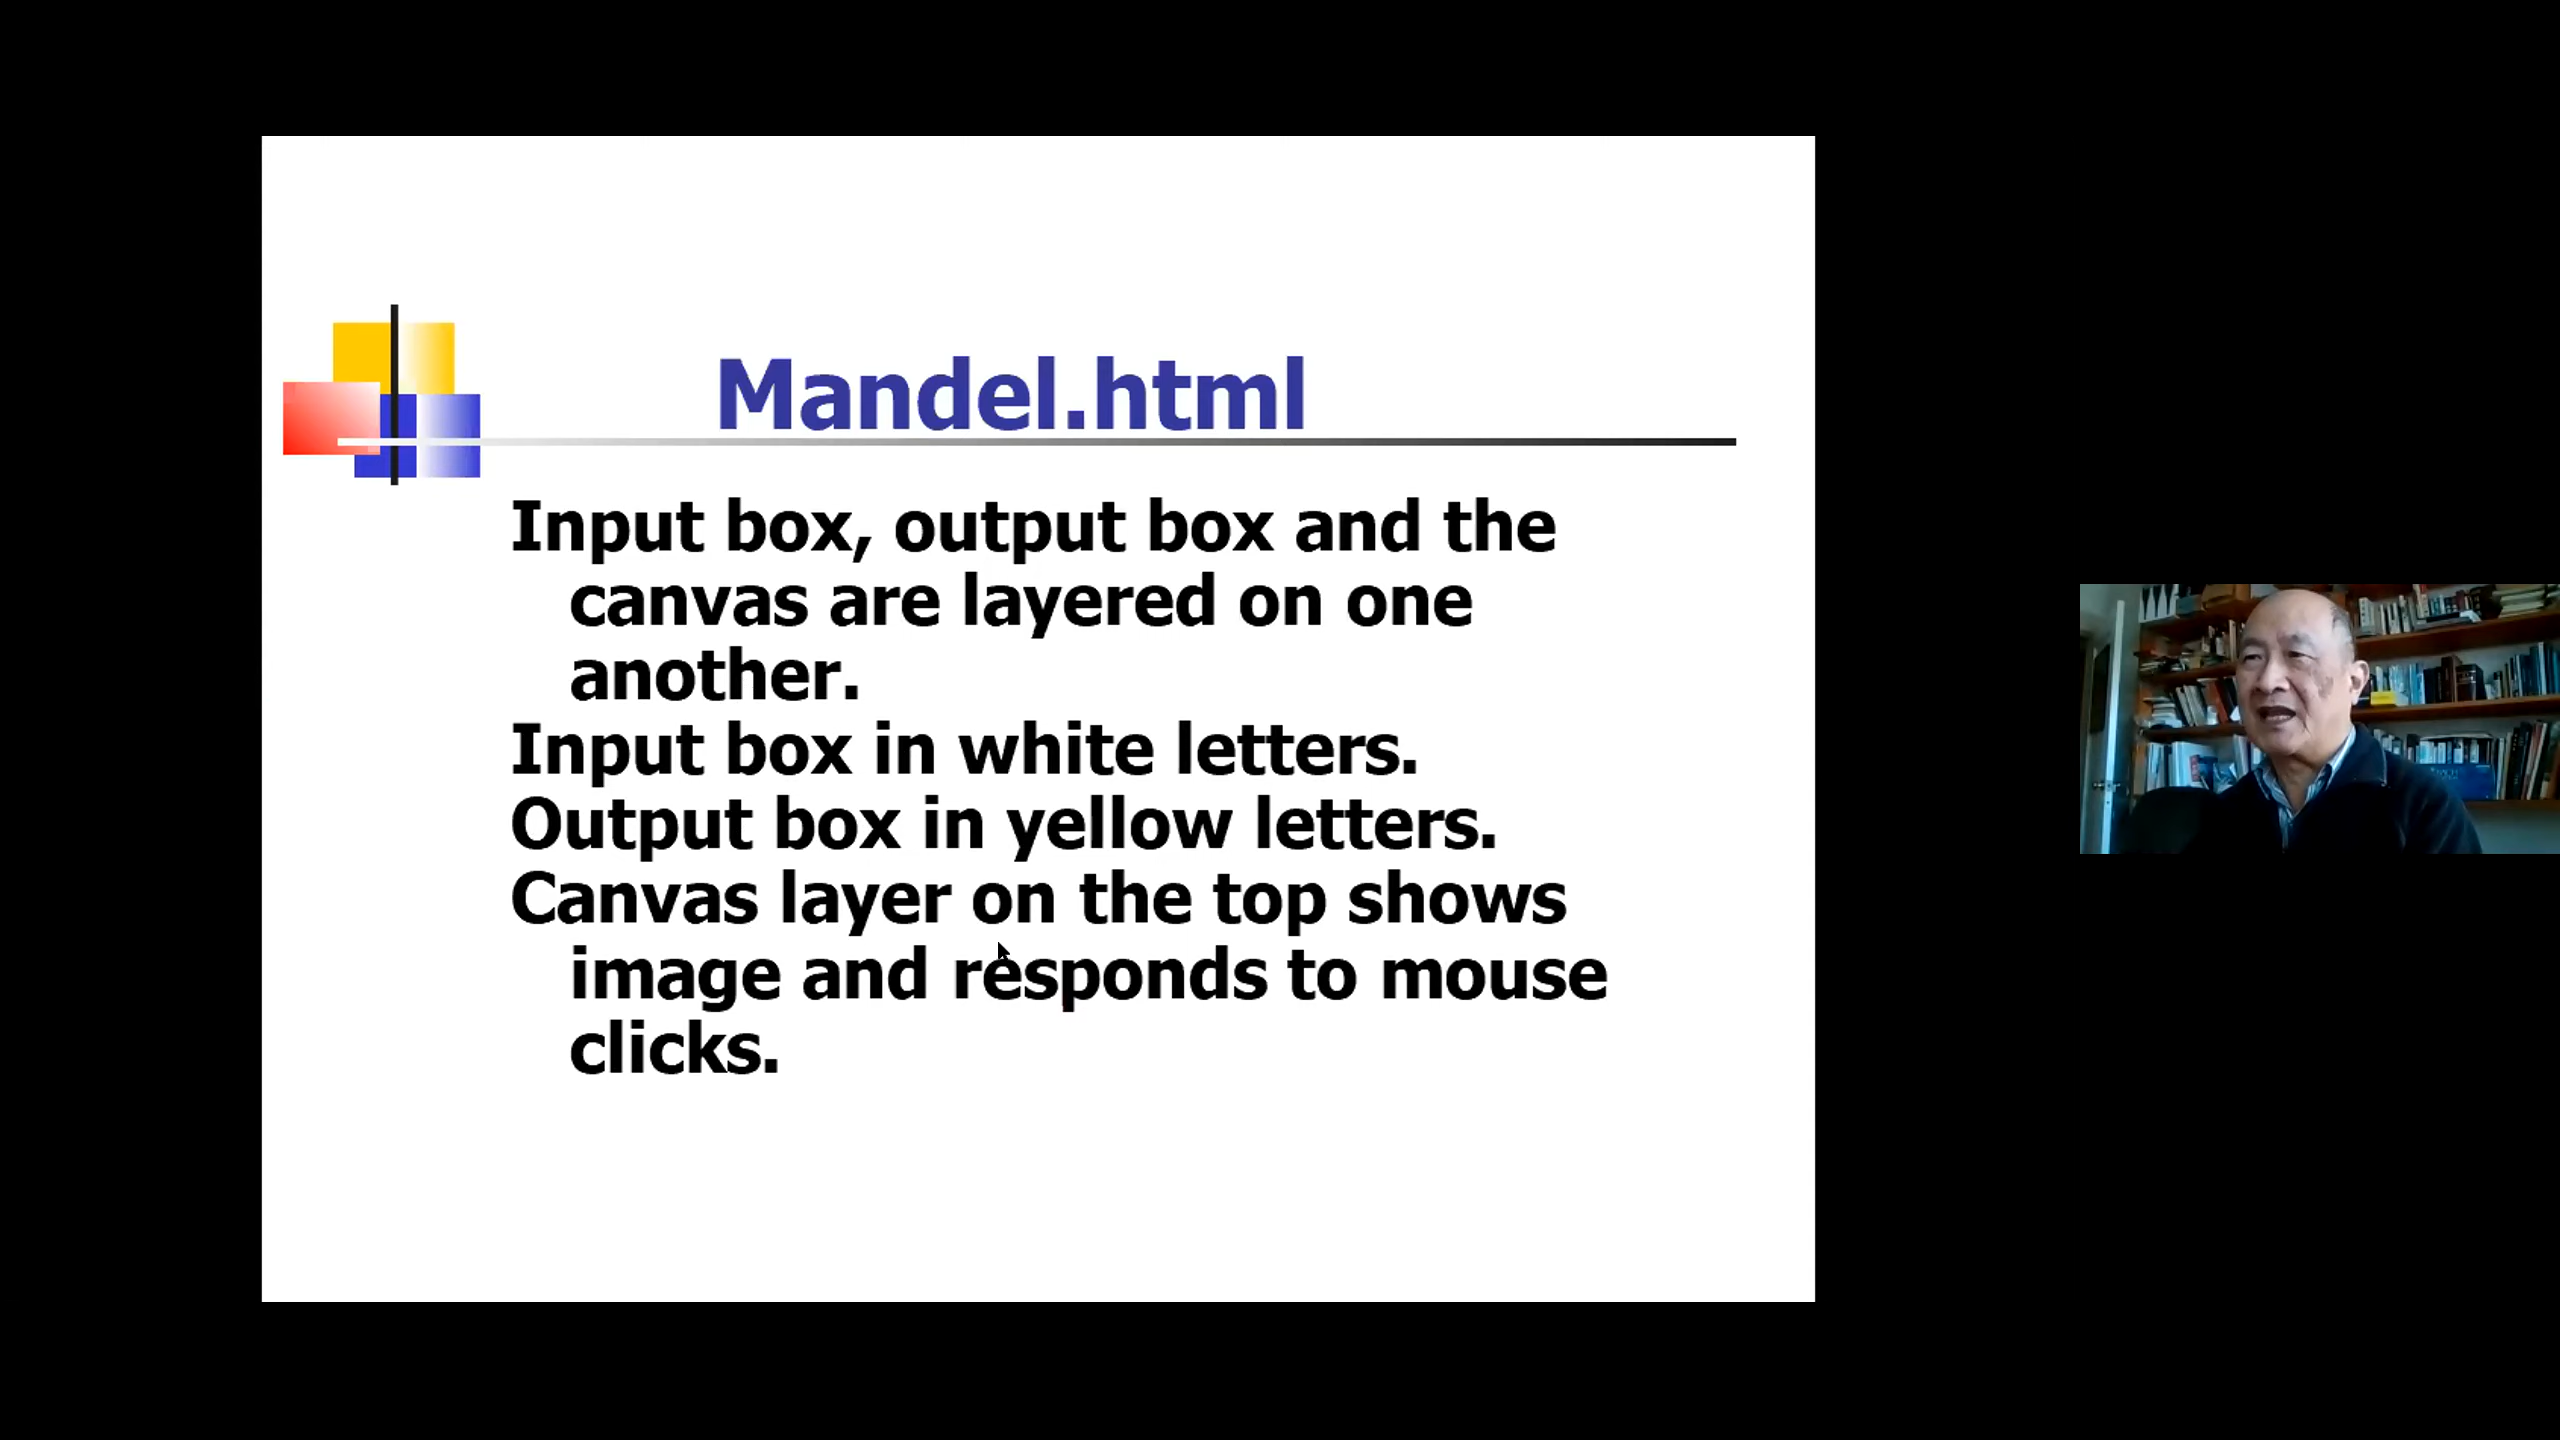 Mandel.html
Input box, output box and the
canvas are layered on one
another.
Input box in white letters.
Output box in yellow letters.
Canvas layer on the top shows
image and responds to mouse
clicks.